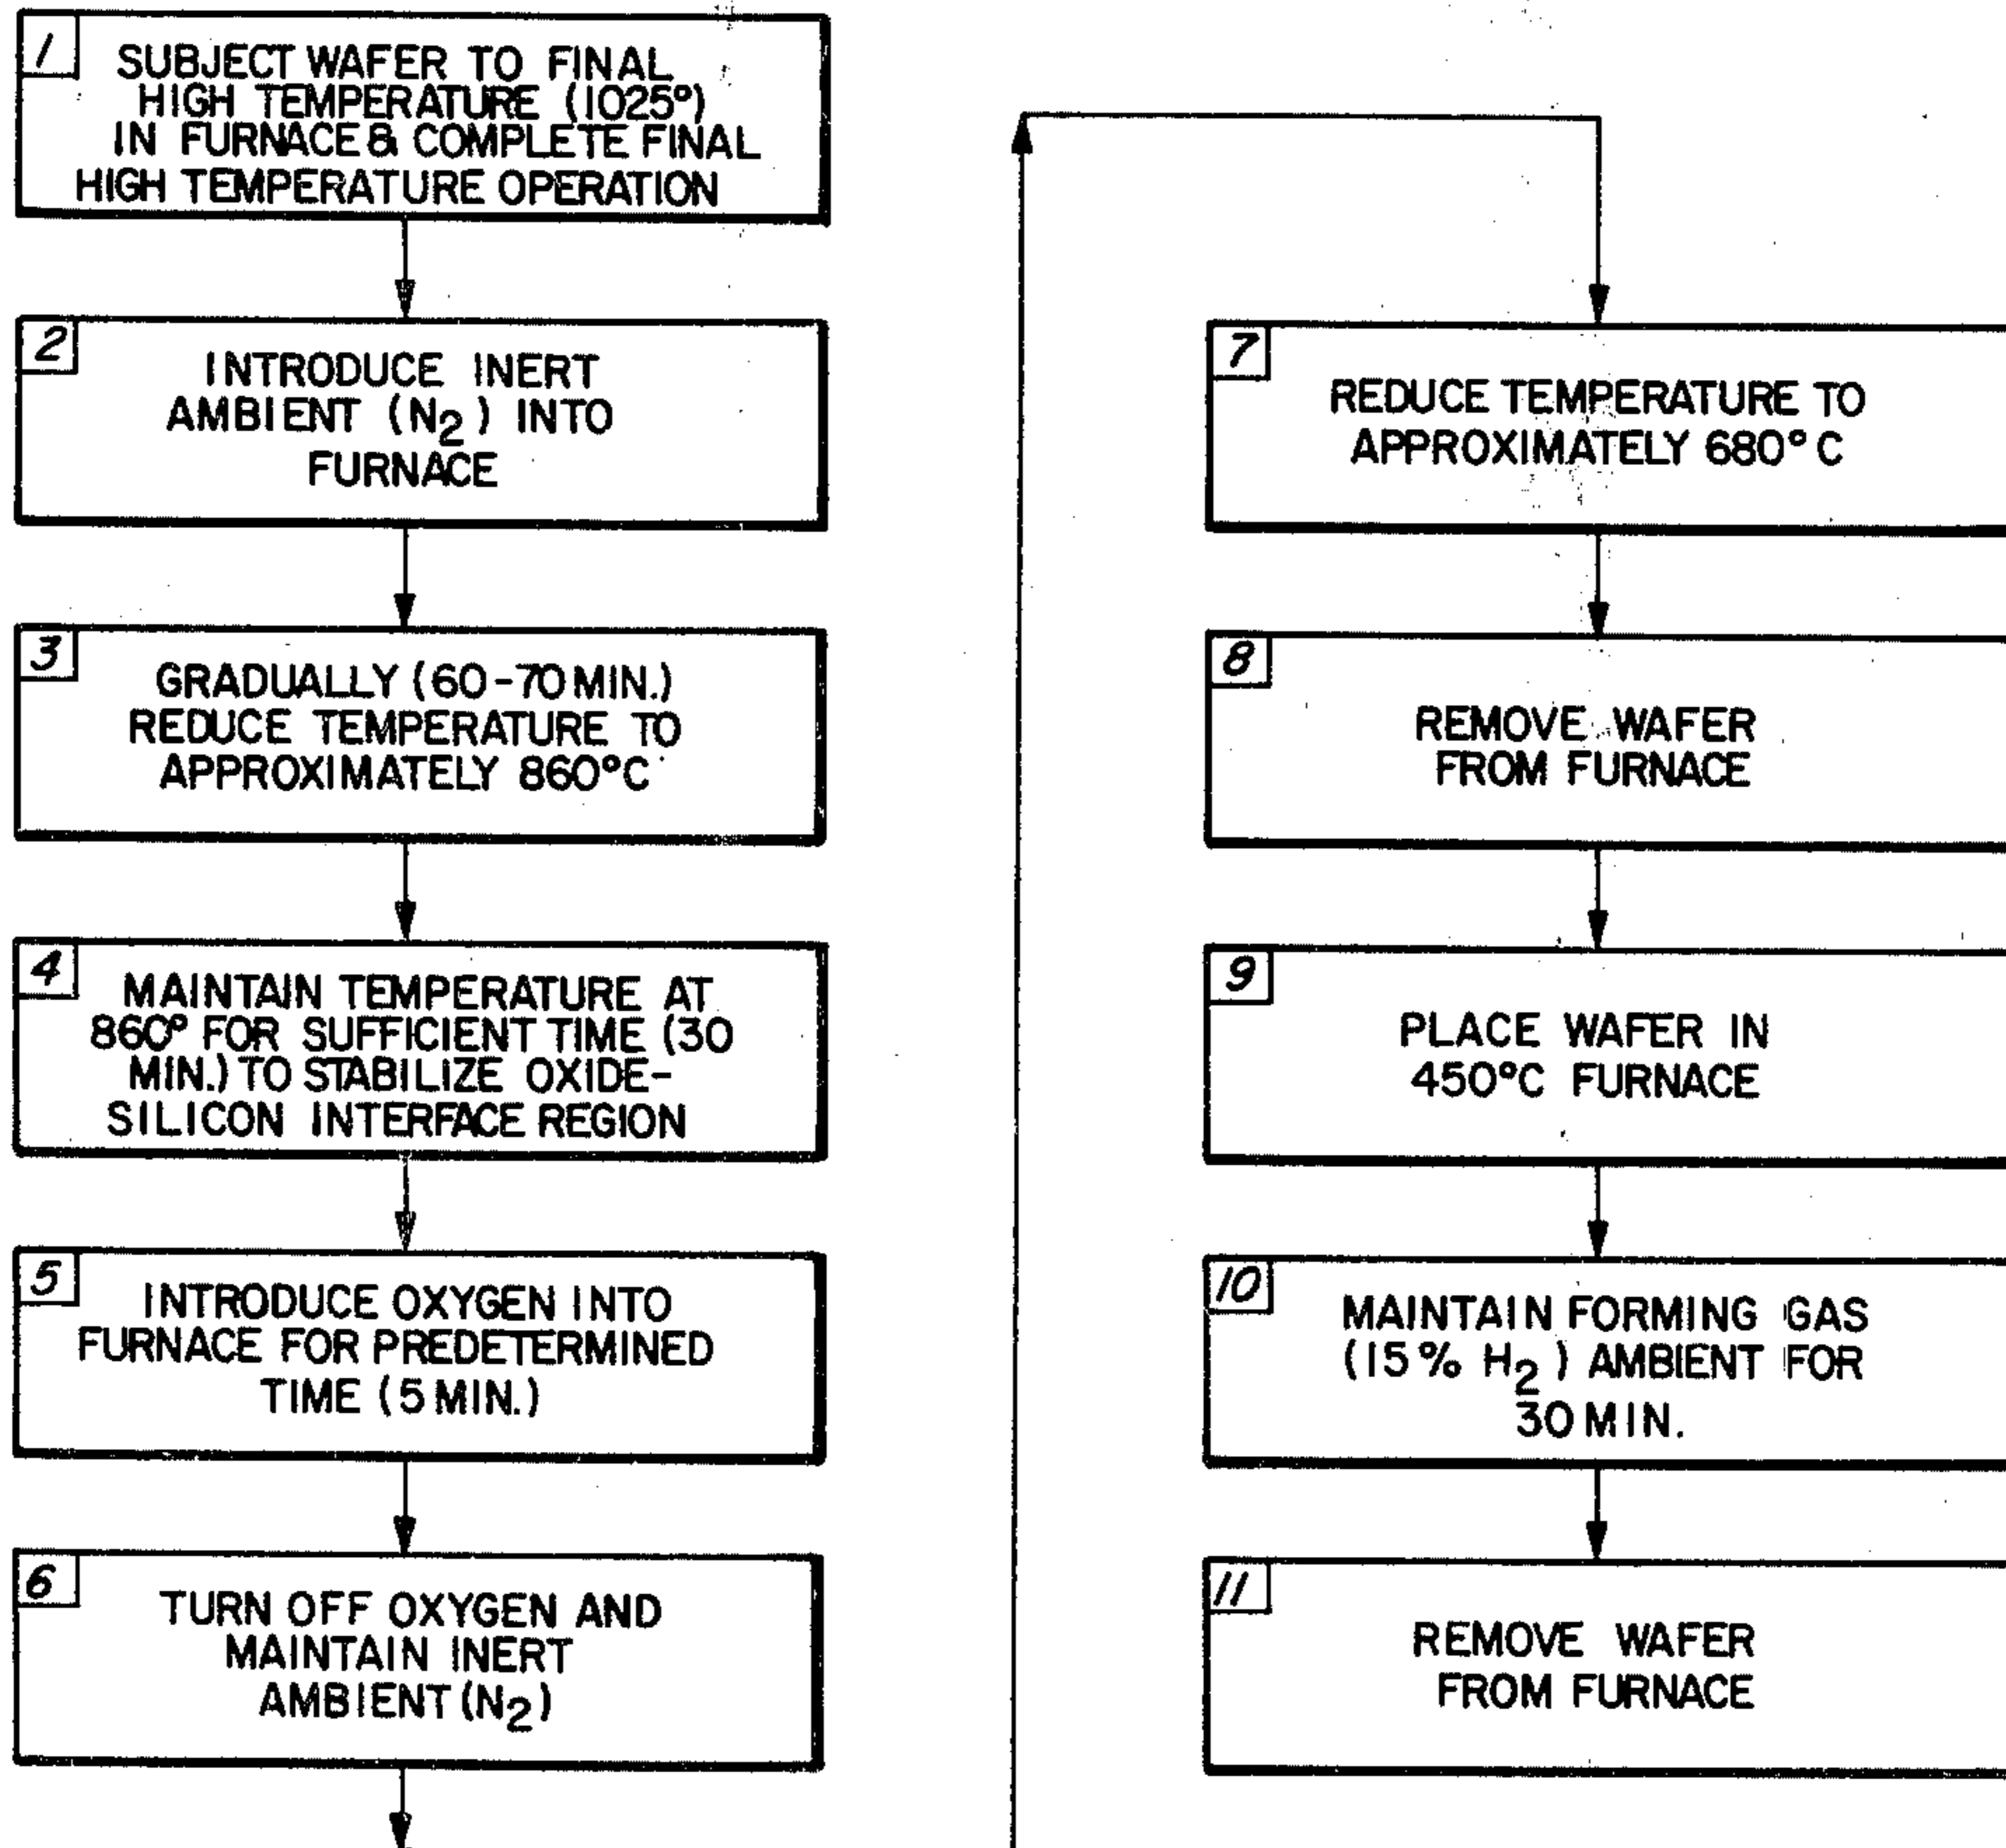 1
SUBJECT WAFER TO FINAL
HIGH TEMPERATURE (1025°)
IN FURNACE & COMPLETE FINAL
HIGH TEMPERATURE OPERATION
2
INTRODUCE INERT
AMBIENT (N₂) INTO
FURNACE
3
GRADUALLY (60-70 MIN.)
REDUCE TEMPERATURE TO
APPROXIMATELY 860°C
4
MAINTAIN TEMPERATURE AT
860° FOR SUFFICIENT TIME (30
MIN.) TO STABILIZE OXIDE-
SILICON INTERFACE REGION
5
INTRODUCE OXYGEN INTO
FURNACE FOR PREDETERMINED
TIME (5 MIN.)
6
TURN OFF OXYGEN AND
MAINTAIN INERT
AMBIENT (N₂)
7
REDUCE TEMPERATURE TO
APPROXIMATELY 680°C
8
REMOVE WAFER
FROM FURNACE
9
PLACE WAFER IN
450°C FURNACE
10
MAINTAIN FORMING GAS
(15% H₂) AMBIENT FOR
30 MIN.
11
REMOVE WAFER
FROM FURNACE